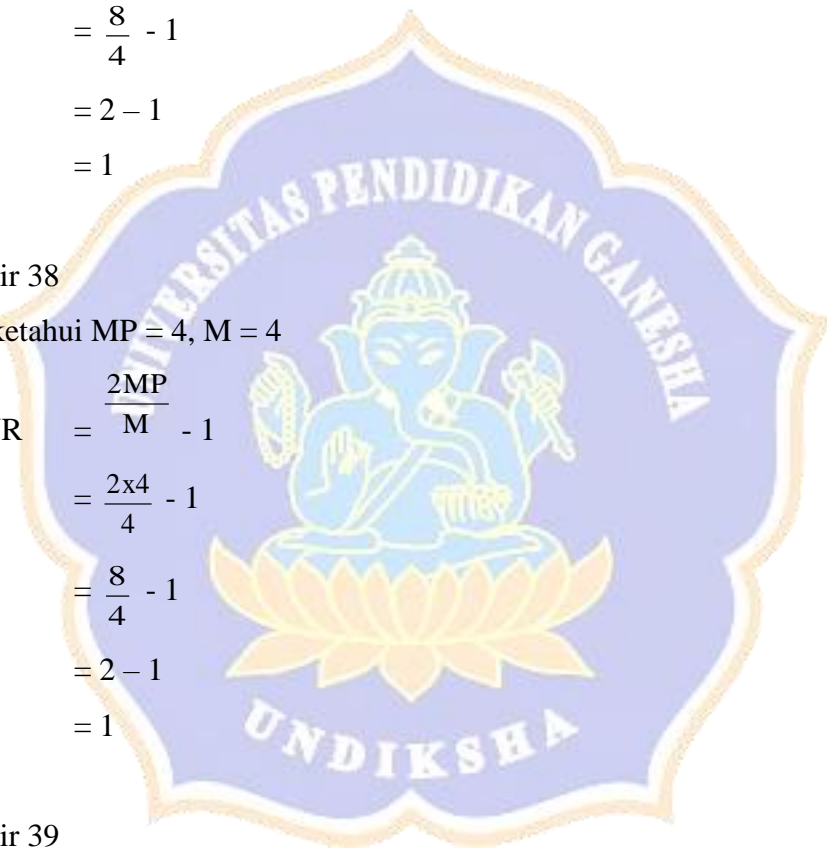 = 8/4 - 1
= 2 – 1
= 1
ir 38
ketahui MP = 4, M = 4
R = 2MP/M - 1
= 2x4/4 - 1
= 8/4 - 1
= 2 – 1
= 1
ir 39
UNIVERSITAS PENDIDIKAN GANESHA
UNDIKSHA